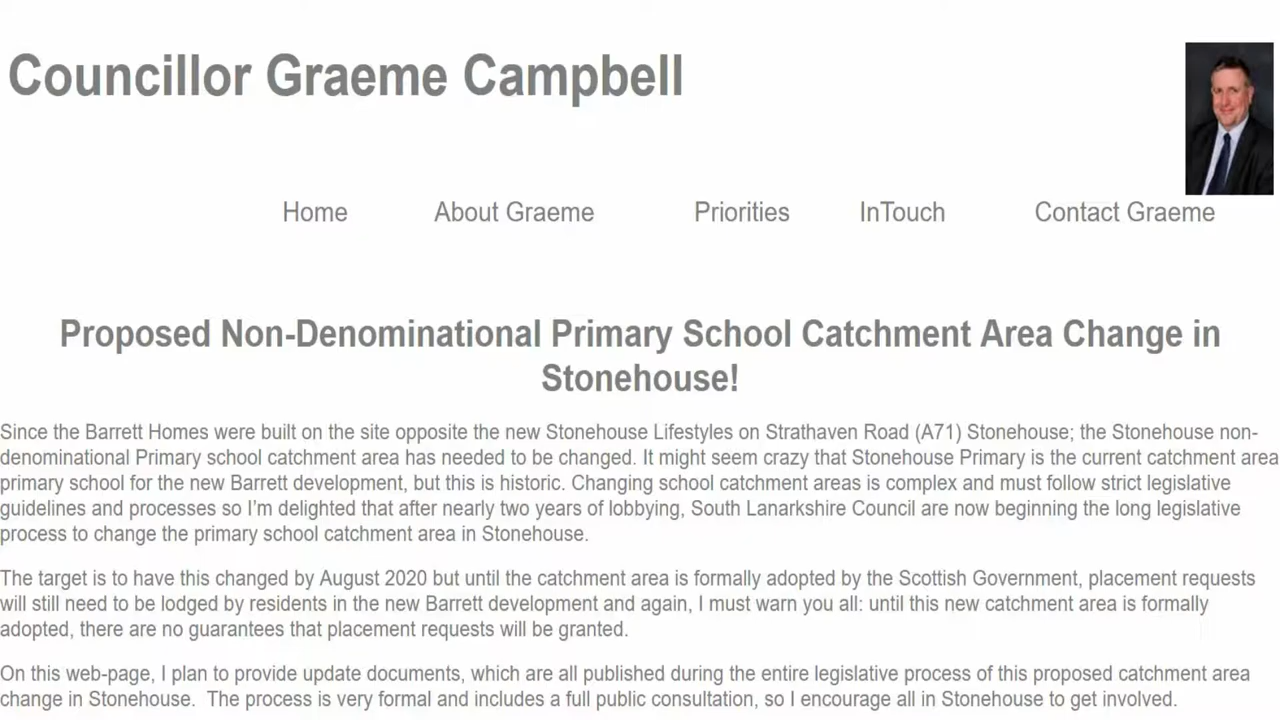 Councillor Graeme Campbell
Home About Graeme Priorities InTouch Contact Graeme
Proposed Non-Denominational Primary School Catchment Area Change in
Stonehouse!
Since the Barrett Homes were built on the site opposite the new Stonehouse Lifestyles on Strathaven Road (A71) Stonehouse; the Stonehouse non-
denominational Primary school catchment area has needed to be changed. It might seem crazy that Stonehouse Primary is the current catchment area
primary school for the new Barrett development, but this is historic. Changing school catchment areas is complex and must follow strict legislative
guidelines and processes so I'm delighted that after nearly two years of lobbying, South Lanarkshire Council are now beginning the long legislative
process to change the primary school catchment area in Stonehouse.
The target is to have this changed by August 2020 but until the catchment area is formally adopted by the Scottish Government, placement requests
will still need to be lodged by residents in the new Barrett development and again, I must warn you all: until this new catchment area is formally
adopted, there are no guarantees that placement requests will be granted.
On this web-page, I plan to provide update documents, which are all published during the entire legislative process of this proposed catchment area
change in Stonehouse. The process is very formal and includes a full public consultation, so I encourage all in Stonehouse to get involved.